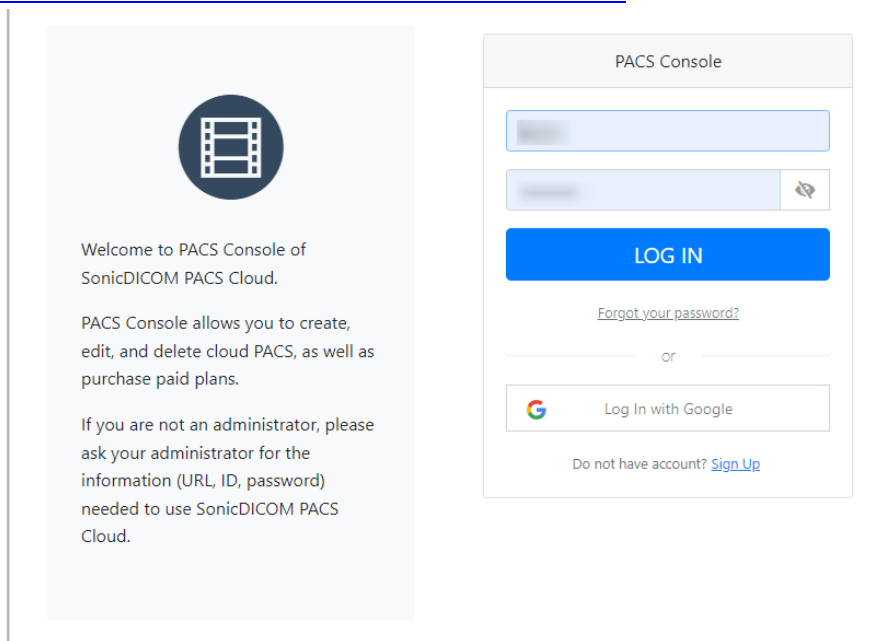 Welcome to PACS Console of
SonicDICOM PACS Cloud.
PACS Console allows you to create,
edit, and delete cloud PACS, as well as
purchase paid plans.
If you are not an administrator, please
ask your administrator for the
information (URL, ID, password)
needed to use SonicDICOM PACS
Cloud.
PACS Console
LOG IN
Forgot your password?
or
Log In with Google
Do not have account? Sign Up